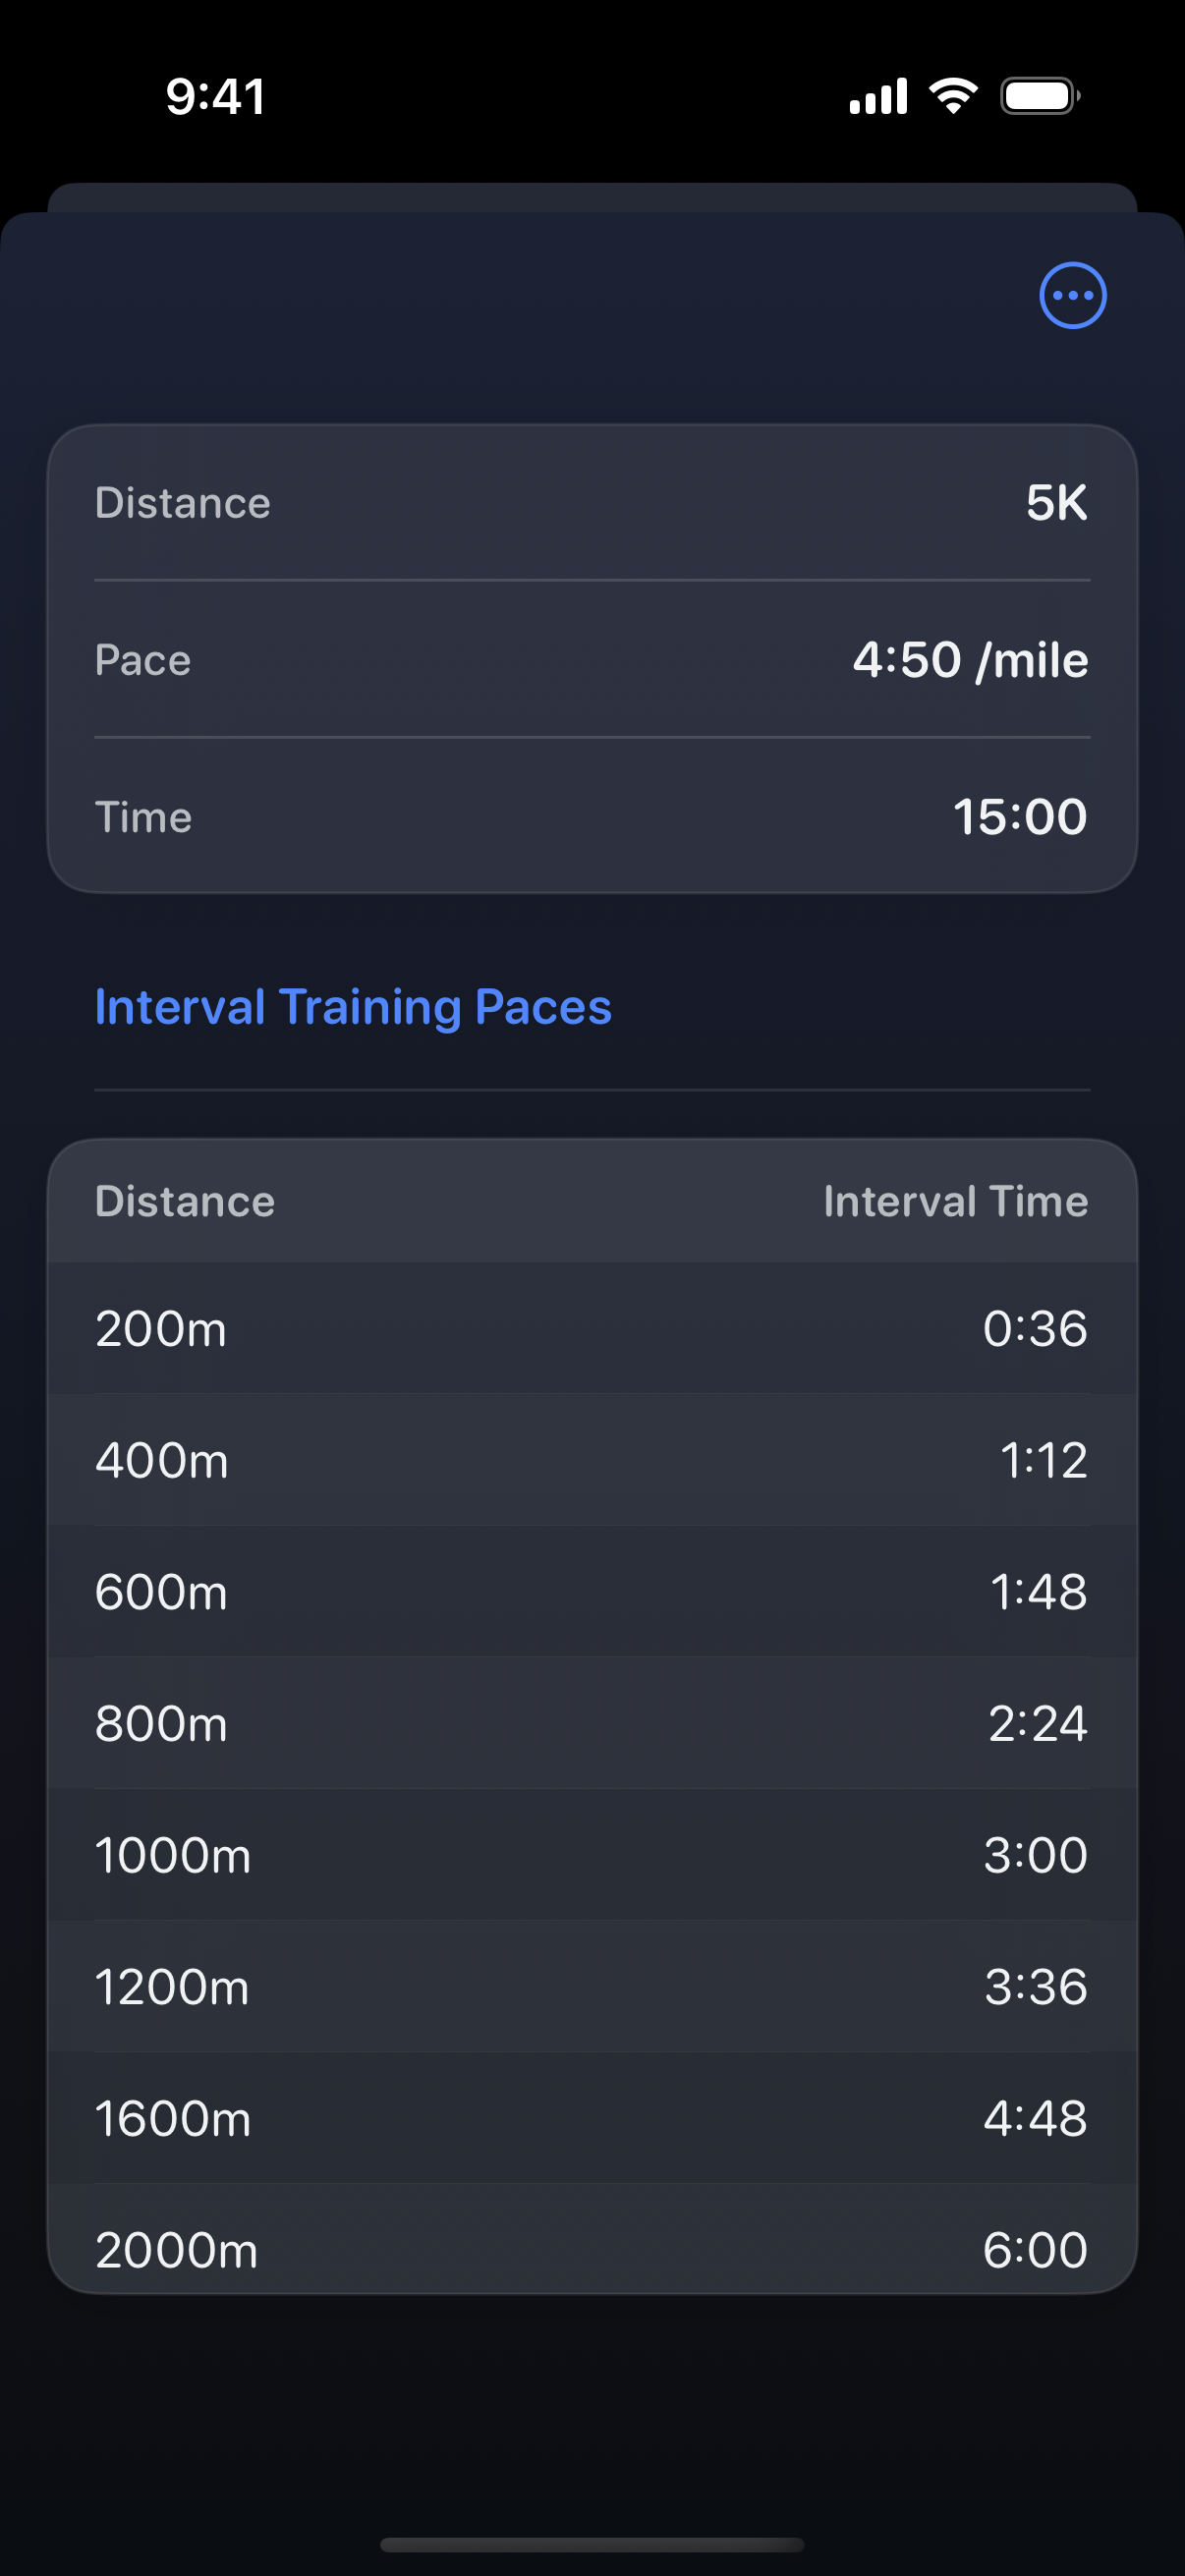 9:41
Distance 5K
Pace 4:50 /mile
Time 15:00
Interval Training Paces
Distance Interval Time
200m 0:36
400m 1:12
600m 1:48
800m 2:24
1000m 3:00
1200m 3:36
1600m 4:48
2000m 6:00